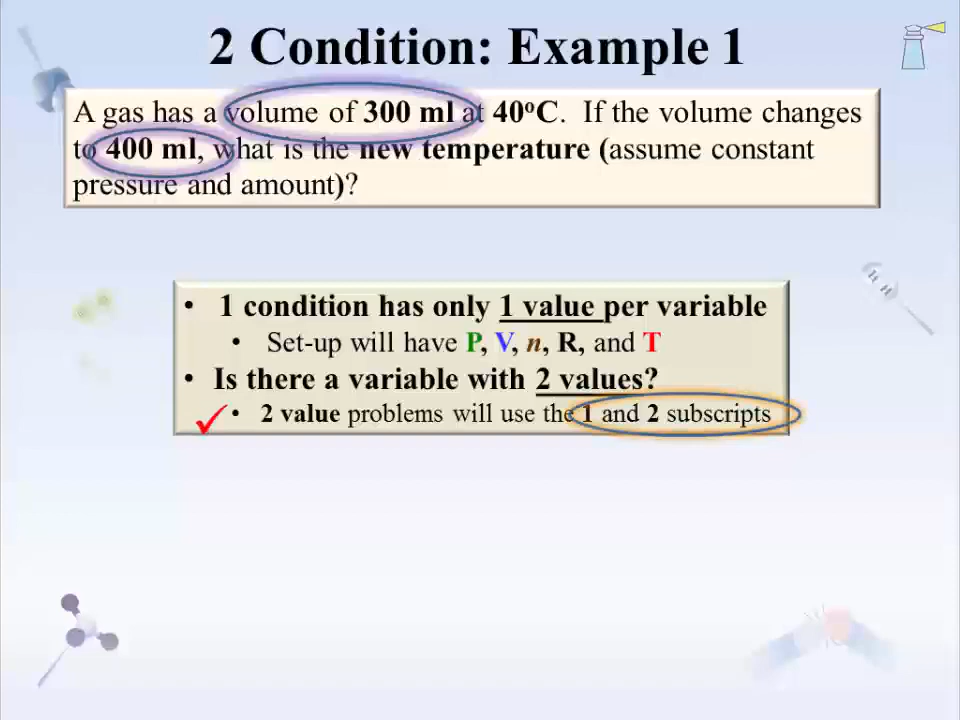 2 Condition: Example 1
A gas has a volume of 300 ml at 40°C. If the volume changes
to 400 ml, what is the new temperature (assume constant
pressure and amount)?
• 1 condition has only 1 value per variable
• Set-up will have P, V, n, R, and T
• Is there a variable with 2 values?
✓ • 2 value problems will use the 1 and 2 subscripts
H H